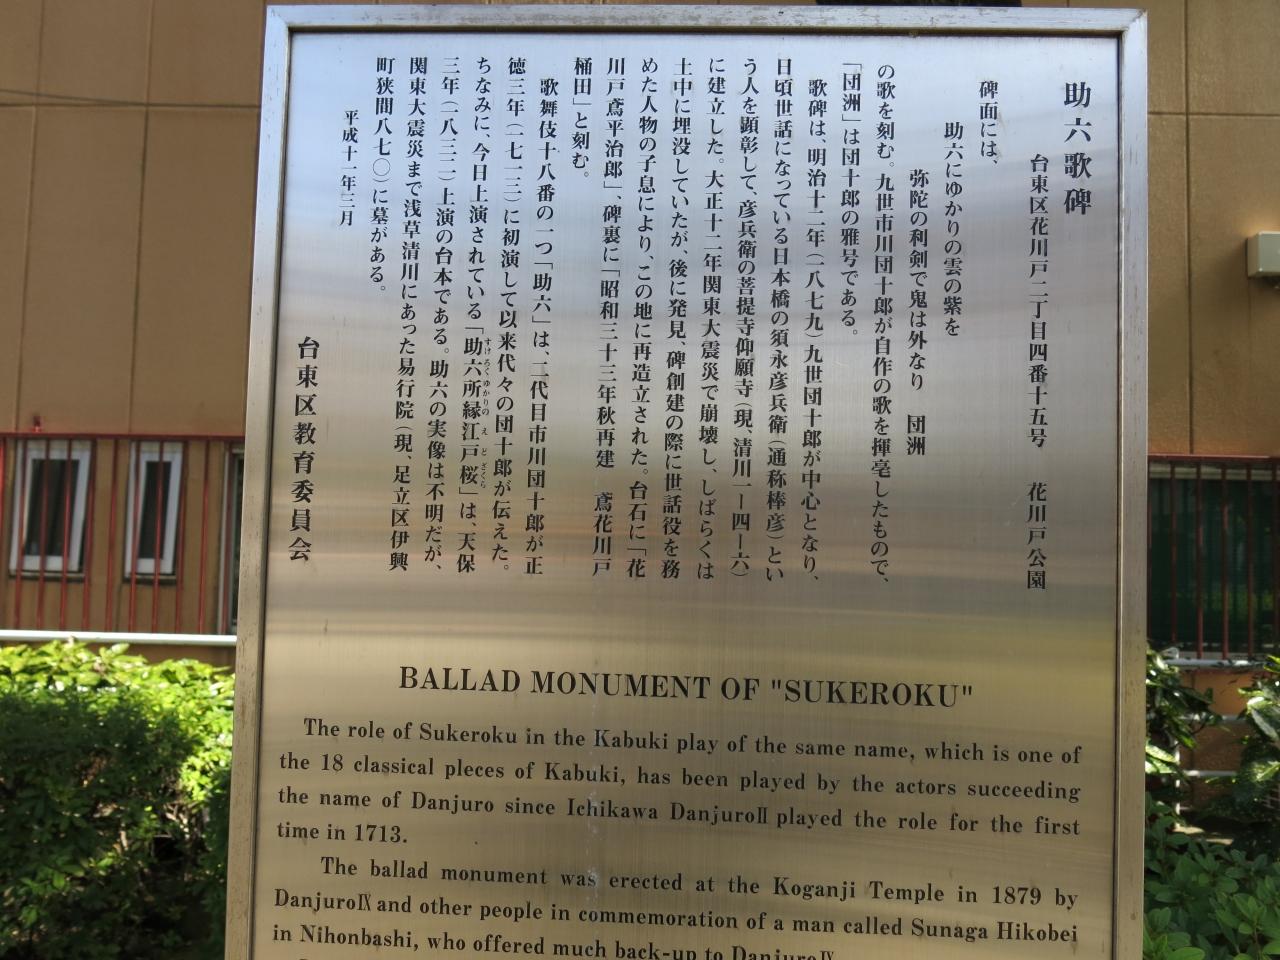 助六歌碑
台東区花川戸二丁目四番十五号　花川戸公園
碑面には、
助六にゆかりの雲の紫を
弥陀の利剣で鬼は外なり　団洲
の歌を刻む。九世市川団十郎が自作の歌を揮毫したもので、
「団洲」は団十郎の雅号である。
歌碑は、明治十二年（一八七九）九世団十郎が中心となり、
日頃世話になっている日本橋の須永彦兵衛（通称棒彦）とい
う人を顕彰して、彦兵衛の菩提寺仰願寺（現、清川一ー四ー六）
に建立した。大正十二年関東大震災で崩壊し、しばらくは
土中に埋没していたが、後に発見、碑創建の際に世話役を務
めた人物の子息により、この地に再造立された。台石に「花
川戸鳶平治郎」、碑裏に「昭和三十三年秋再建　鳶花川戸
桶田」と刻む。
歌舞伎十八番の一つ「助六」は、二代目市川団十郎が正
徳三年（一七一三）に初演して以来代々の団十郎が伝えた。
ちなみに、今日上演されている「助六所縁江戸桜」は、天保
すけろくゆかりのえどざくら
三年（一八三二）上演の台本である。助六の実像は不明だが、
関東大震災まで浅草清川にあった易行院（現、足立区伊興
町狭間八七〇）に墓がある。
平成十一年三月
台東区教育委員会
BALLAD MONUMENT OF "SUKEROKU"
The role of Sukeroku in the Kabuki play of the same name, which is one of
the 18 classical pleces of Kabuki, has been played by the actors succeeding
the name of Danjuro since Ichikawa DanjuroⅡ played the role for the first
time in 1713.
The ballad monument was erected at the Koganji Temple in 1879 by
DanjuroⅨ and other people in commemoration of a man called Sunaga Hikobei
in Nihonbashi, who offered much back-up to DanjuroⅨ.